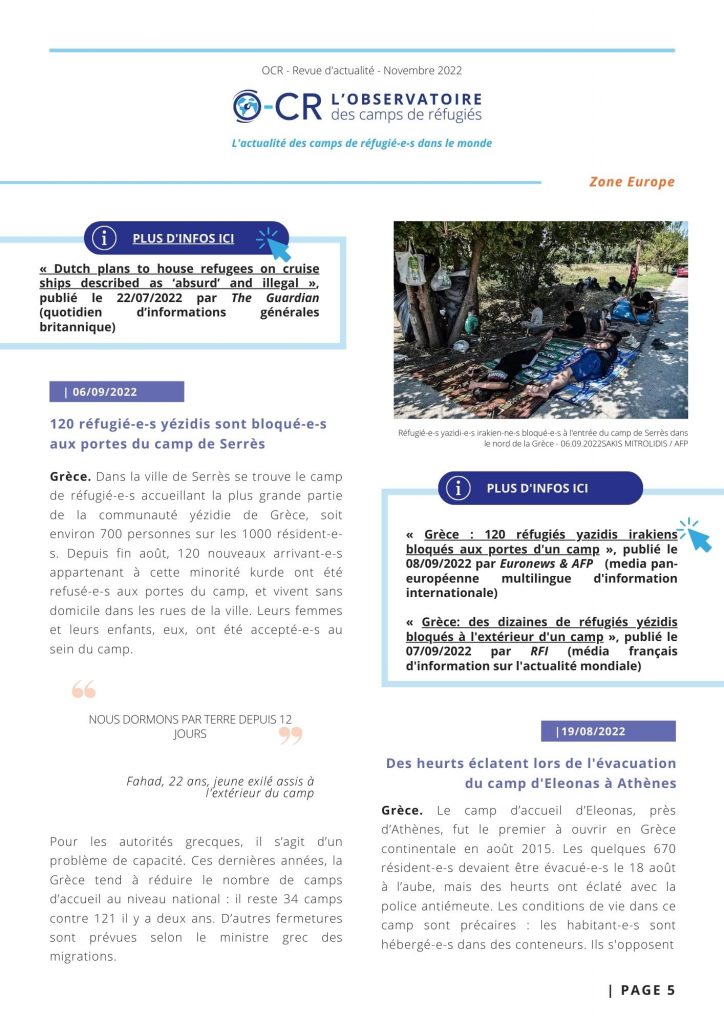 OCR - Revue d'actualité - Novembre 2022
O-CR L'OBSERVATOIRE
des camps de réfugiés
L'actualité des camps de réfugié-e-s dans le monde
Zone Europe
PLUS D'INFOS ICI
« Dutch plans to house refugees on cruise
ships described as ‘absurd’ and illegal »,
publié le 22/07/2022 par The Guardian
(quotidien d’informations générales
britannique)
| 06/09/2022
120 réfugié-e-s yézidis sont bloqué-e-s
aux portes du camp de Serrès
Grèce. Dans la ville de Serrès se trouve le camp
de réfugié-e-s accueillant la plus grande partie
de la communauté yézidie de Grèce, soit
environ 700 personnes sur les 1000 résident-e-
s. Depuis fin août, 120 nouveaux arrivant-e-s
appartenant à cette minorité kurde ont été
refusé-e-s aux portes du camp, et vivent sans
domicile dans les rues de la ville. Leurs femmes
et leurs enfants, eux, ont été accepté-e-s au
sein du camp.
NOUS DORMONS PAR TERRE DEPUIS 12
JOURS
Fahad, 22 ans, jeune exilé assis à
l’extérieur du camp
Pour les autorités grecques, il s’agit d’un
problème de capacité. Ces dernières années, la
Grèce tend à réduire le nombre de camps
d’accueil au niveau national : il reste 34 camps
contre 121 il y a deux ans. D’autres fermetures
sont prévues selon le ministre grec des
migrations.
Réfugié-e-s yazidi-e-s irakien-ne-s bloqué-e-s à l'entrée du camp de Serrès dans
le nord de la Grèce - 06.09.2022SAKIS MITROLIDIS / AFP
PLUS D'INFOS ICI
« Grèce : 120 réfugiés yazidis irakiens
bloqués aux portes d'un camp », publié le
08/09/2022 par Euronews & AFP (media pan-
européenne multilingue d'information
internationale)
« Grèce: des dizaines de réfugiés yézidis
bloqués à l'extérieur d'un camp », publié le
07/09/2022 par RFI (média français
d'information sur l'actualité mondiale)
|19/08/2022
Des heurts éclatent lors de l'évacuation
du camp d'Eleonas à Athènes
Grèce. Le camp d’accueil d’Eleonas, près
d’Athènes, fut le premier à ouvrir en Grèce
continentale en août 2015. Les quelques 670
résident-e-s devaient être évacué-e-s le 18 août
à l’aube, mais des heurts ont éclaté avec la
police antiémeute. Les conditions de vie dans ce
camp sont précaires : les habitant-e-s sont
hébergé-e-s dans des conteneurs. Ils s'opposent
| PAGE 5